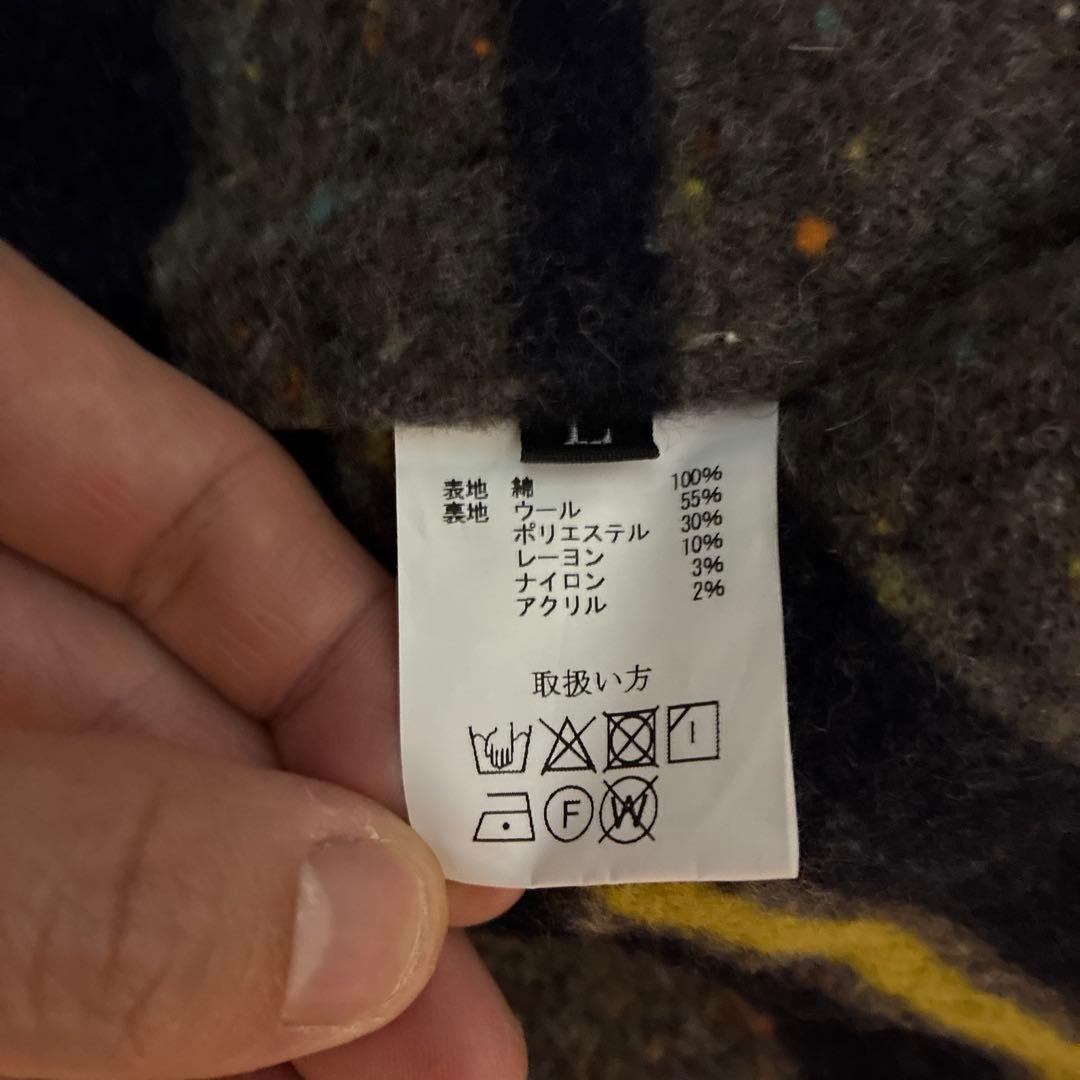 L
表地 綿 100%
裏地 ウール 55%
ポリエステル 30%
レーヨン 10%
ナイロン 3%
アクリル 2%
取扱い方
F W